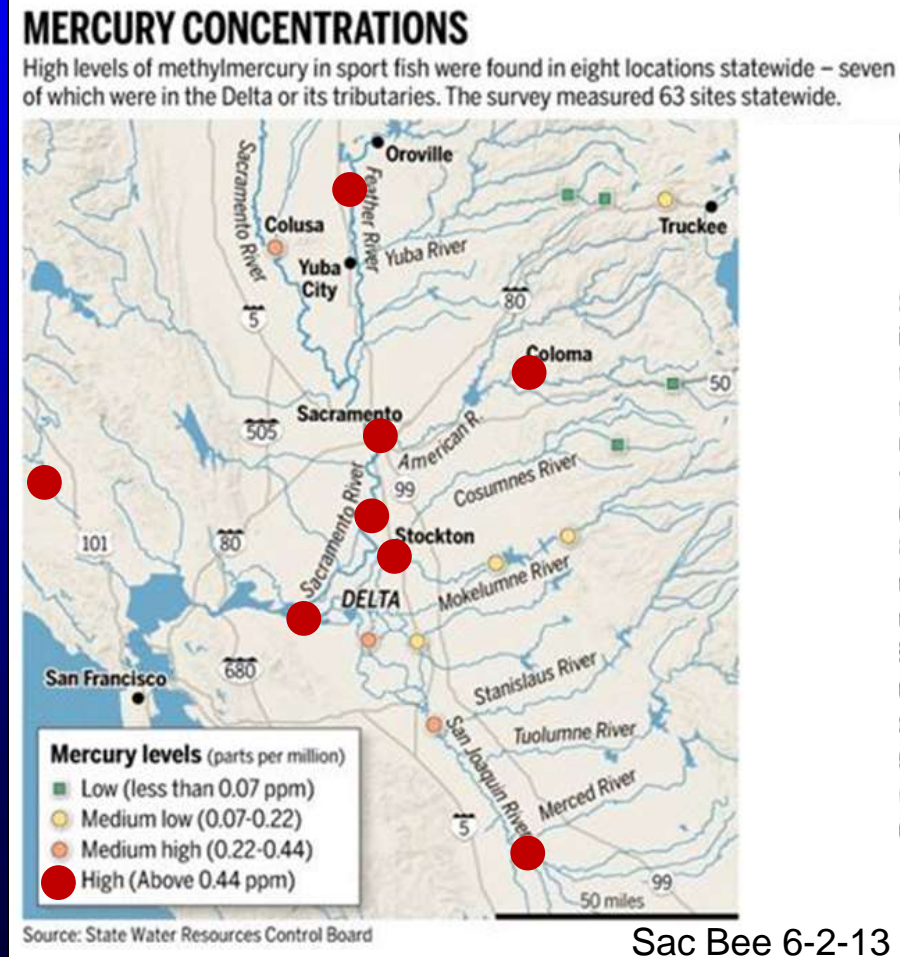 MERCURY CONCENTRATIONS
High levels of methylmercury in sport fish were found in eight locations statewide – seven
of which were in the Delta or its tributaries. The survey measured 63 sites statewide.
Oroville
Sacramento River
Feather River
Colusa
Truckee
Yuba River
Yuba
City
80
5
Coloma
50
Sacramento
505
American R.
99
Cosumnes River
Sacramento River
Stockton
101
80
Mokelumne River
DELTA
680
San Francisco
Stanislaus River
San Joaquin River
Tuolumne River
Merced River
5
99
50 miles
Mercury levels (parts per million)
Low (less than 0.07 ppm)
Medium low (0.07-0.22)
Medium high (0.22-0.44)
High (Above 0.44 ppm)
Source: State Water Resources Control Board
Sac Bee 6-2-13